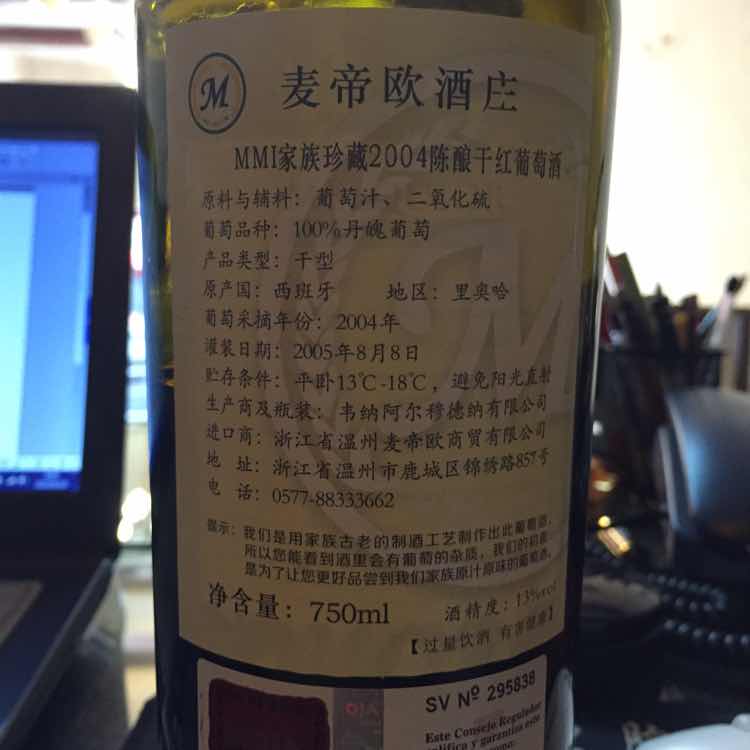 M
麦帝欧酒庄
MMI家族珍藏2004陈酿干红葡萄酒
原料与辅料：葡萄汁、二氧化硫
葡萄品种：100%丹魄葡萄
产品类型：干型
原产国：西班牙 地区：里奥哈
葡萄采摘年份：2004年
灌装日期：2005年8月8日
贮存条件：平卧13℃-18℃，避免阳光直射
生产商及瓶装：韦纳阿尔穆德纳有限公司
进口商：浙江省温州麦帝欧商贸有限公司
地 址：浙江省温州市鹿城区锦绣路857号
电 话：0577-88333662
提示：我们是用家族古老的制酒工艺制作出此葡萄酒，
所以您能看到酒里会有葡萄的杂质，我们的初衷
是为了让您更好品尝到我们家族原汁原味的葡萄酒。
净含量：750ml 酒精度：13%vol
【过量饮酒 有害健康】
SV Nº 295838
Este Consejo Regulador
garantiza este